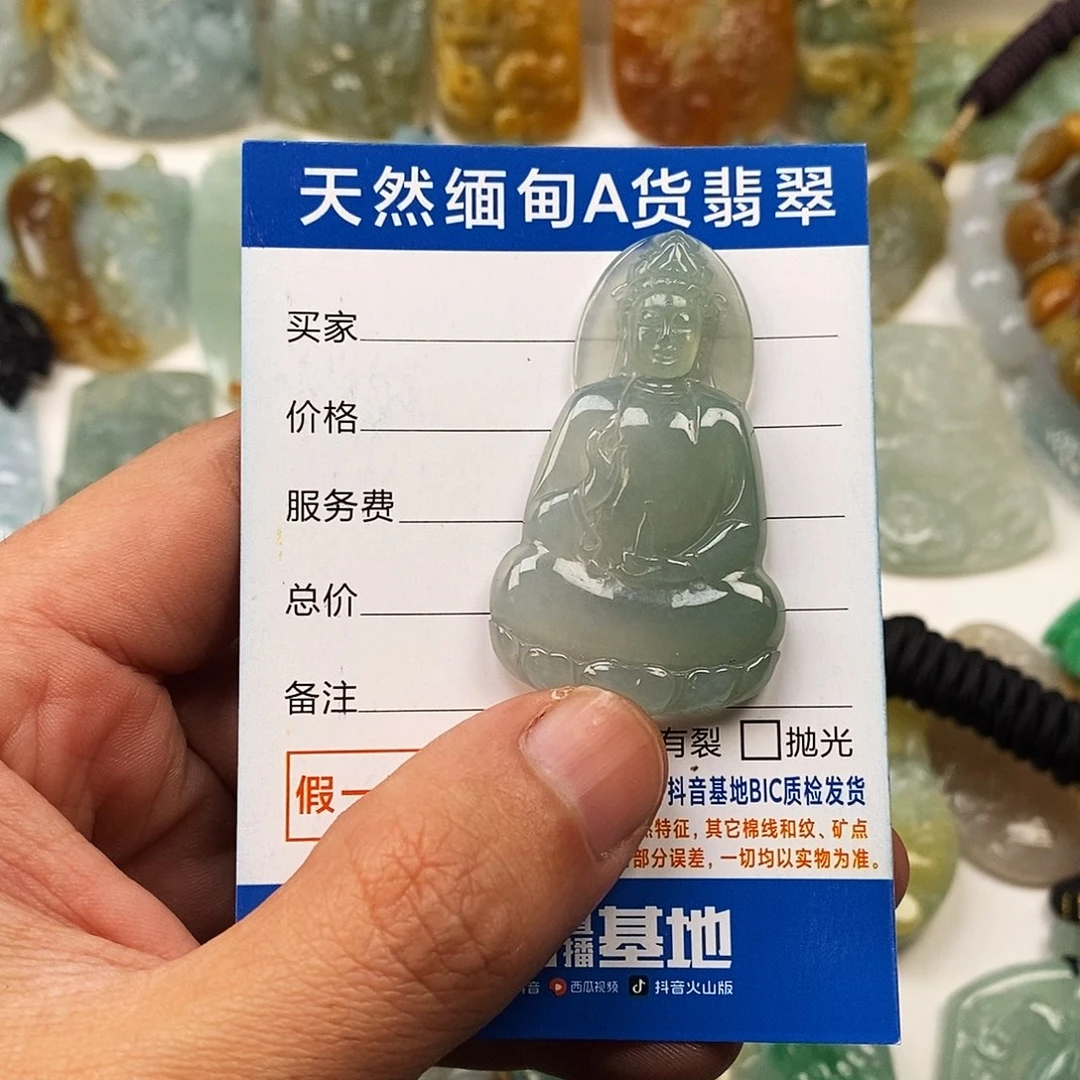 天然缅甸A货翡翠
买家
价格
服务费
总价
备注
有裂 抛光
假一
抖音基地BIC质检发货
特征，其它棉线和纹、矿点
部分误差，一切均以实物为准。
播基地
音 西瓜视频 抖音火山版